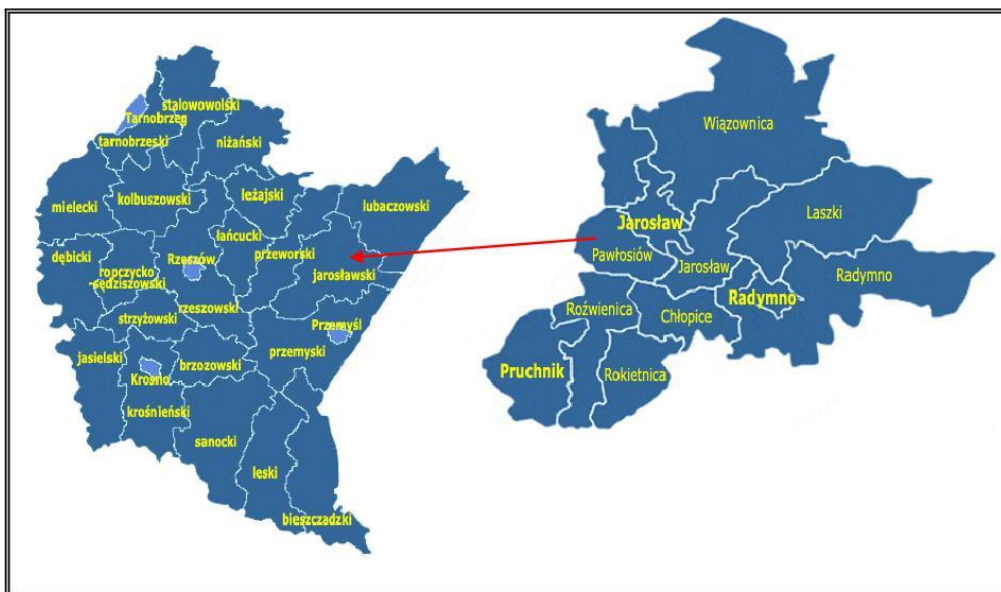 stalowowolski
Tarnobrzeg
tarnobrzeski
niżański
leżajski
kolbuszowski
mielecki
lubaczowski
łańcucki
dębicki
Rzeszów
przeworski
ropczycko
-sędziszowski
jarosławski
rzeszowski
strzyżowski
Przemyśl
jasielski
przemyski
brzozowski
Krosno
krośnieński
sanocki
leski
bieszczadzki
Wiązownica
Laszki
Jarosław
Pawłosiów
Jarosław
Radymno
Radymno
Roźwienica
Chłopice
Pruchnik
Rokietnica